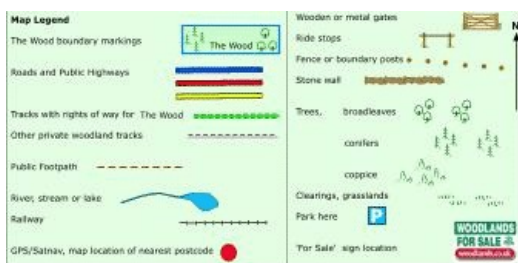 Map Legend
The Wood boundary markings
The Wood
Roads and Public Highways
Tracks with rights of way for The Wood
Other private woodland tracks
Public Footpath
River, stream or lake
Railway
GPS/Satnav, map location of nearest postcode
Wooden or metal gates
N
Ride stops
Fence or boundary posts
Stone wall
Trees, broadleaves
conifers
coppice
Clearings, grasslands
Park here
P
'For Sale' sign location
WOODLANDS
FOR SALE
woodlands.co.uk